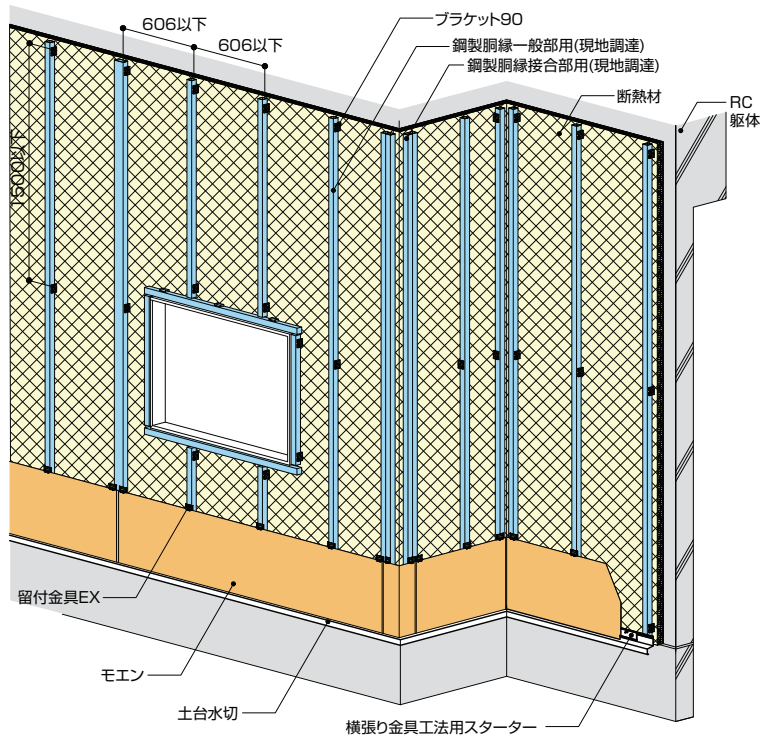 606以下
606以下
ブラケット90
鋼製胴縁一般部用(現地調達)
鋼製胴縁接合部用(現地調達)
断熱材
RC
躯体
1500以下
留付金具EX
モエン
土台水切
横張り金具工法用スターター